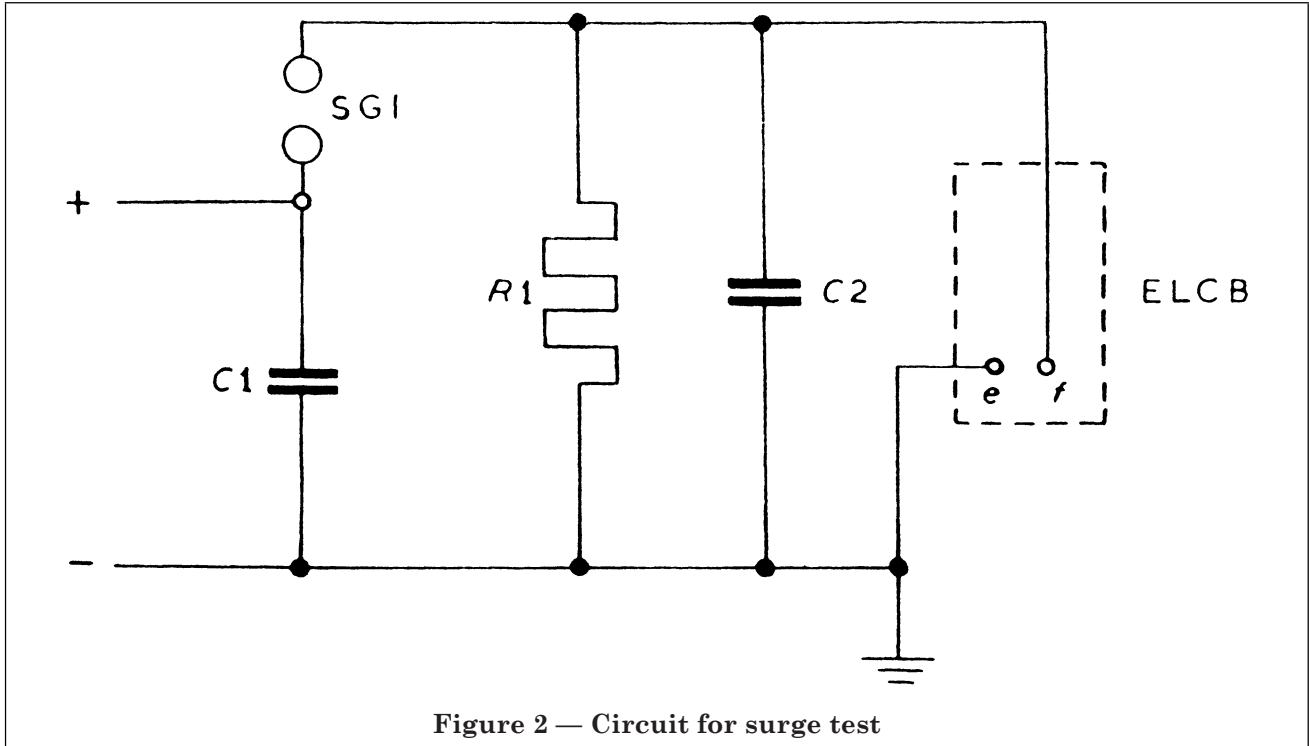 SG1
+
R1
C2
ELCB
C1
e
f
−
Figure 2 — Circuit for surge test